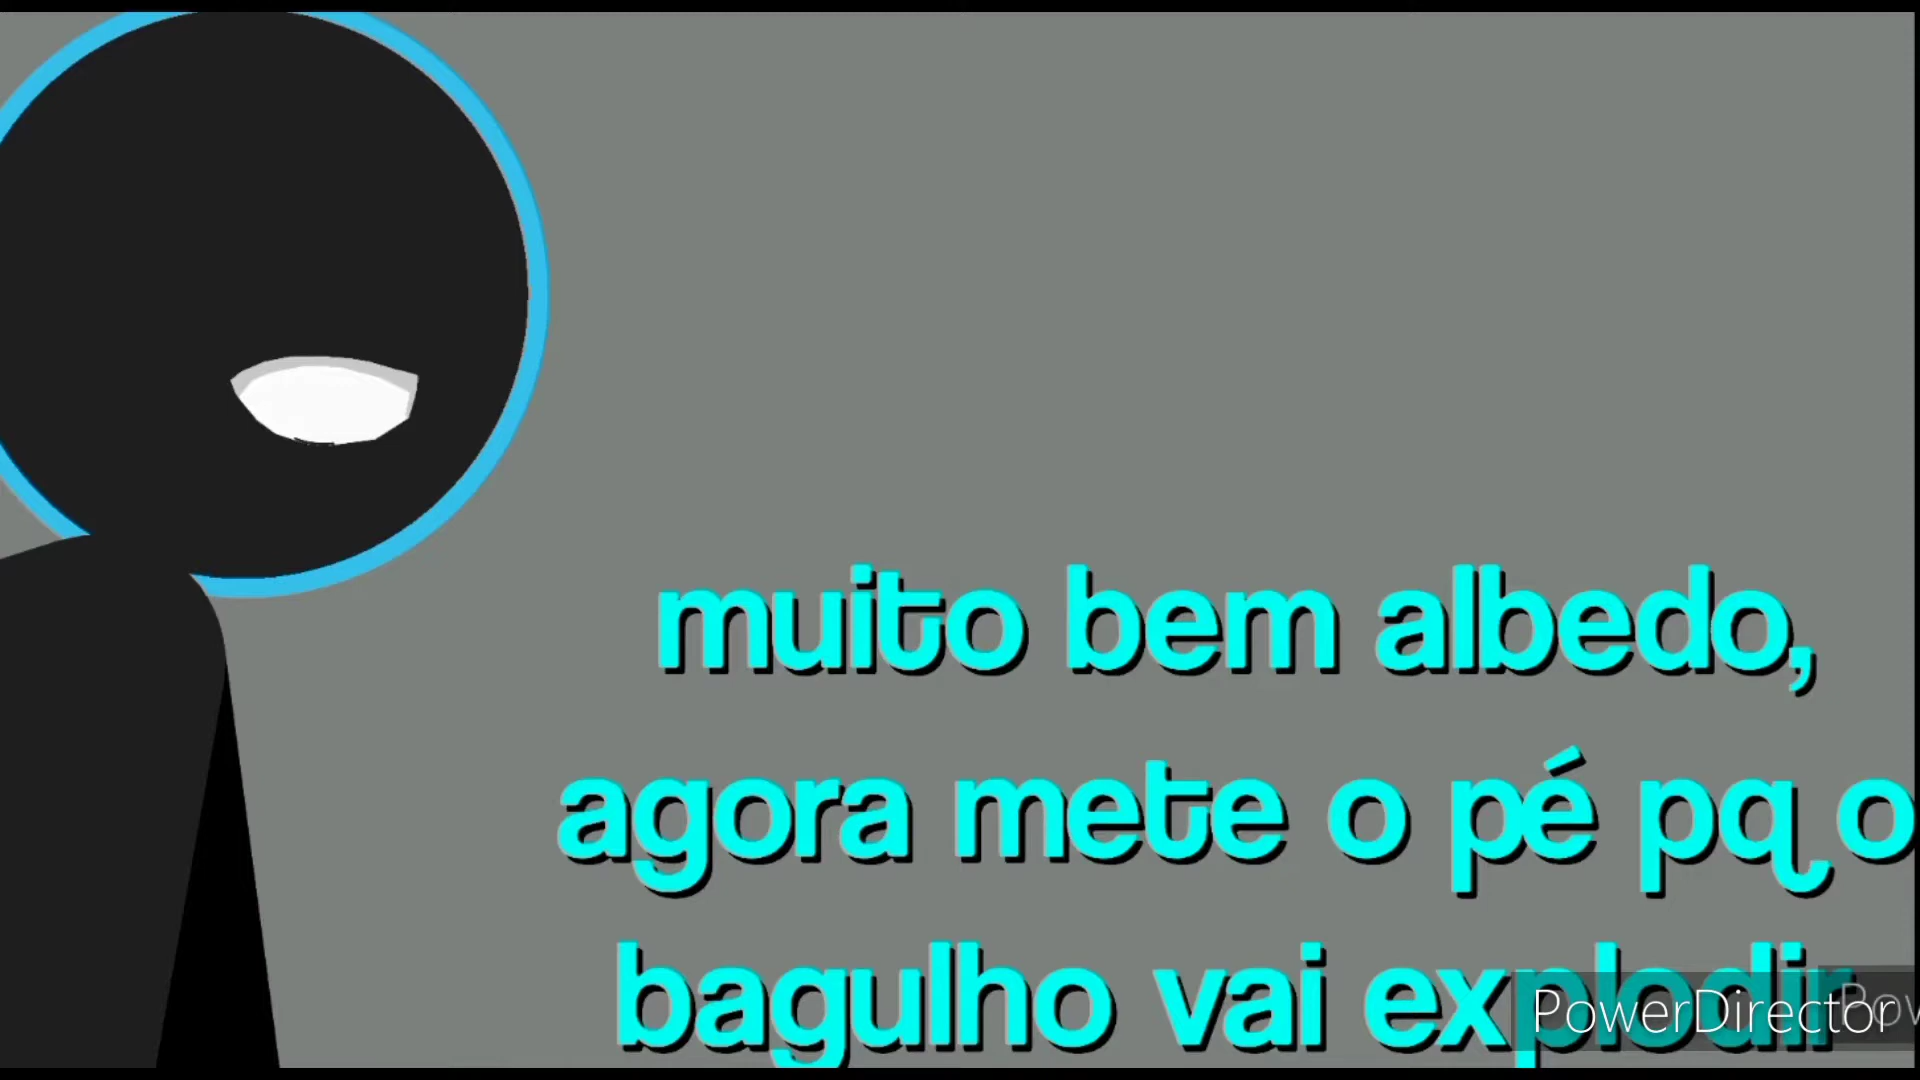 muito bem albedo,
agora mete o pé pq o
bagulho vai explodir
PowerDirector